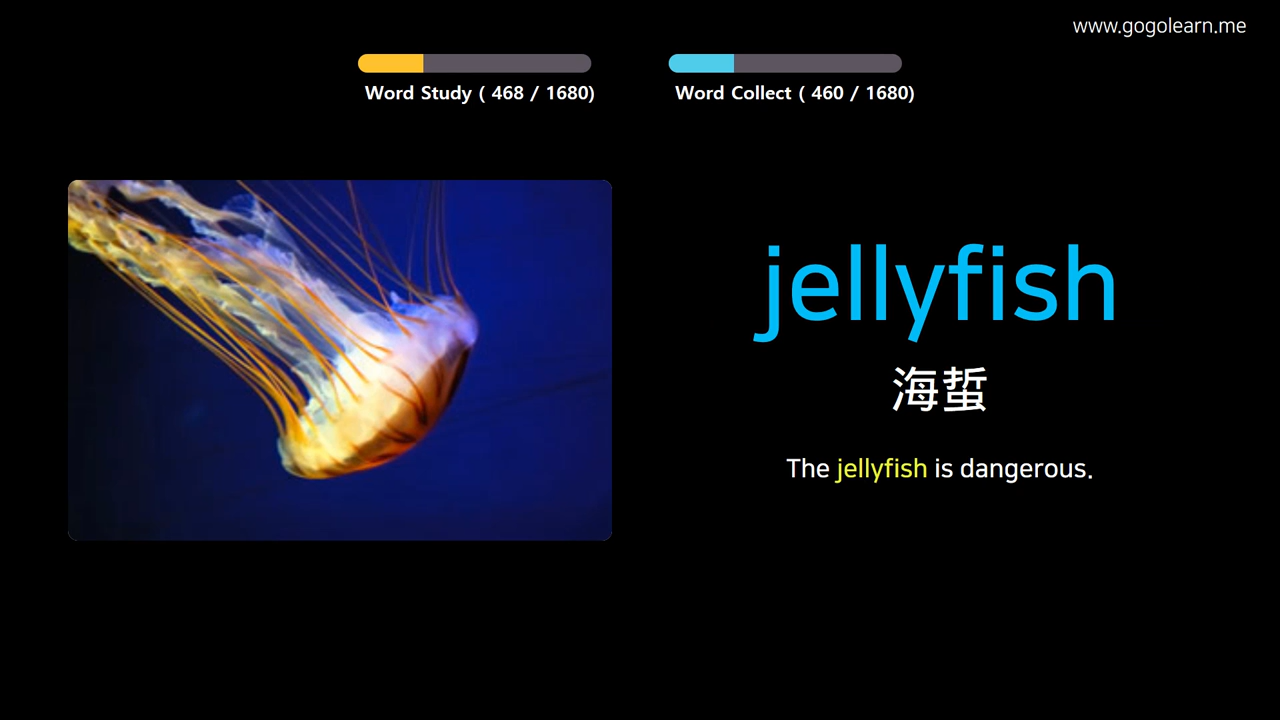 www.gogolearn.me
Word Study ( 468 / 1680)
Word Collect ( 460 / 1680)
jellyfish
海蜇
The jellyfish is dangerous.